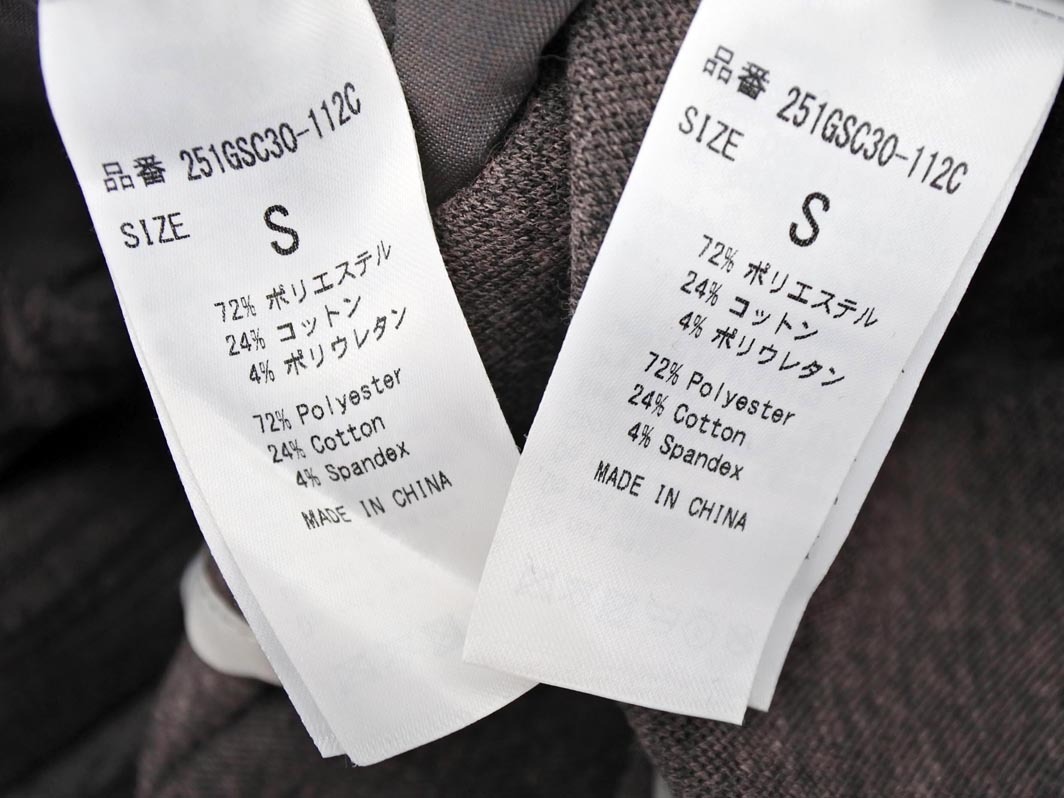 品番 251GSC30-112C
SIZE
S
72% ポリエステル
24% コットン
4% ポリウレタン
72% Polyester
24% Cotton
4% Spandex
MADE IN CHINA
品番 251GSC30-112C
SIZE
S
72% ポリエステル
24% コットン
4% ポリウレタン
72% Polyester
24% Cotton
4% Spandex
MADE IN CHINA